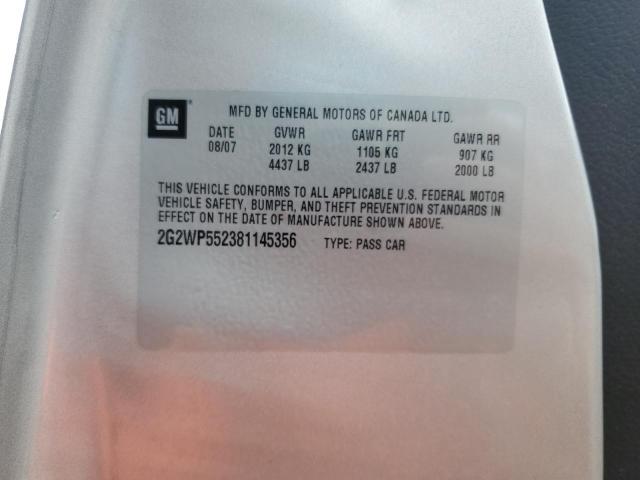 GM
MFD BY GENERAL MOTORS OF CANADA LTD.
DATE GVWR GAWR FRT GAWR RR
08/07 2012 KG 1105 KG 907 KG
4437 LB 2437 LB 2000 LB
THIS VEHICLE CONFORMS TO ALL APPLICABLE U.S. FEDERAL MOTOR
VEHICLE SAFETY, BUMPER, AND THEFT PREVENTION STANDARDS IN
EFFECT ON THE DATE OF MANUFACTURE SHOWN ABOVE.
2G2WP552381145356 TYPE: PASS CAR